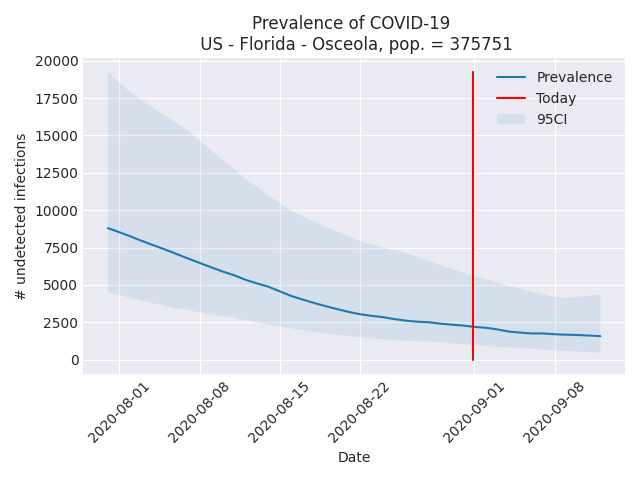 Prevalence of COVID-19
US - Florida - Osceola, pop. = 375751
# undetected infections
20000
17500
15000
12500
10000
7500
5000
2500
0
Prevalence
Today
95CI
2020-08-01
2020-08-08
2020-08-15
2020-08-22
2020-09-01
2020-09-08
Date